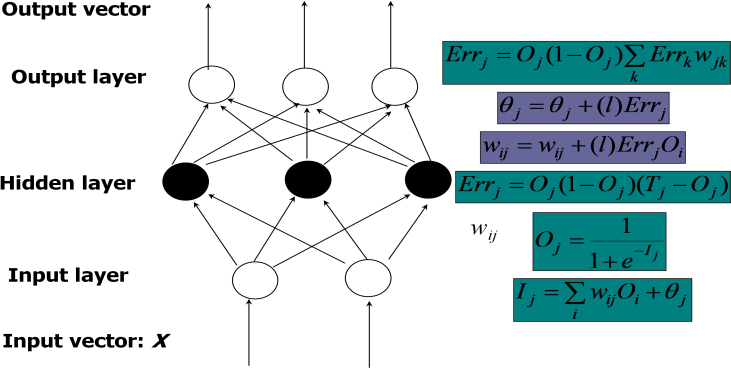 Output vector
Output layer
Err_j = O_j(1 − O_j)∑_k Err_k w_jk
θ_j = θ_j + (l)Err_j
w_ij = w_ij + (l)Err_j O_i
Hidden layer
Err_j = O_j(1 − O_j)(T_j − O_j)
w_ij
O_j = 1 / (1 + e^(−I_j))
Input layer
I_j = ∑_i w_ij O_i + θ_j
Input vector: X